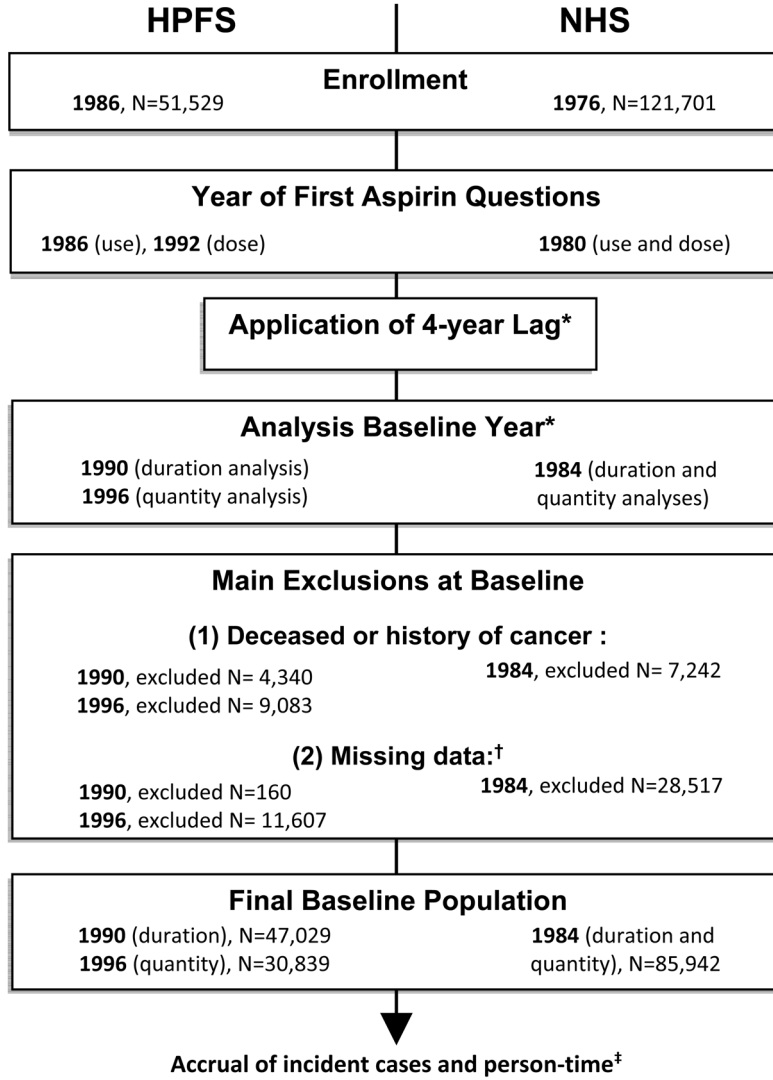 HPFS NHS
Enrollment
1986, N=51,529 1976, N=121,701
Year of First Aspirin Questions
1986 (use), 1992 (dose) 1980 (use and dose)
Application of 4-year Lag*
Analysis Baseline Year*
1990 (duration analysis) 1984 (duration and
1996 (quantity analysis) quantity analyses)
Main Exclusions at Baseline
(1) Deceased or history of cancer :
1990, excluded N= 4,340 1984, excluded N= 7,242
1996, excluded N= 9,083
(2) Missing data:†
1990, excluded N=160 1984, excluded N=28,517
1996, excluded N= 11,607
Final Baseline Population
1990 (duration), N=47,029 1984 (duration and
1996 (quantity), N=30,839 quantity), N=85,942
Accrual of incident cases and person-time‡